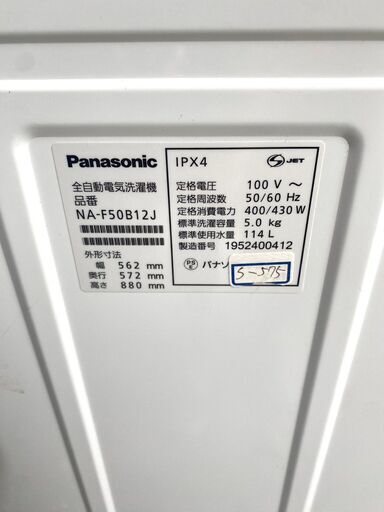 Panasonic
全自動電気洗濯機
品番
NA-F50B12J
外形寸法
幅 562 mm
奥行 572 mm
高さ 880 mm
IPX4
JET
定格電圧 100 V ～
定格周波数 50/60 Hz
定格消費電力 400/430 W
標準洗濯容量 5.0 kg
標準使用水量 114 L
製造番号 1952400412
PS E パナソ
S-575